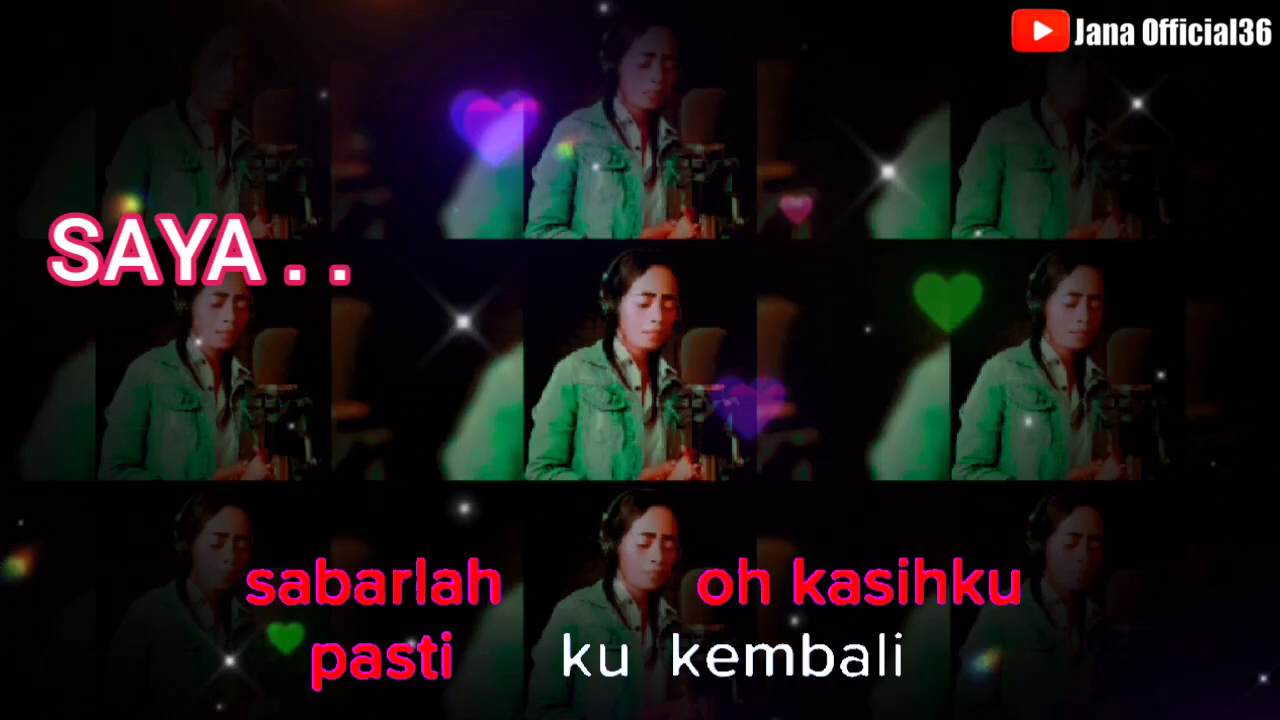 Jana Official36
SAYA . .
sabarlah oh kasihku
pasti ku kembali